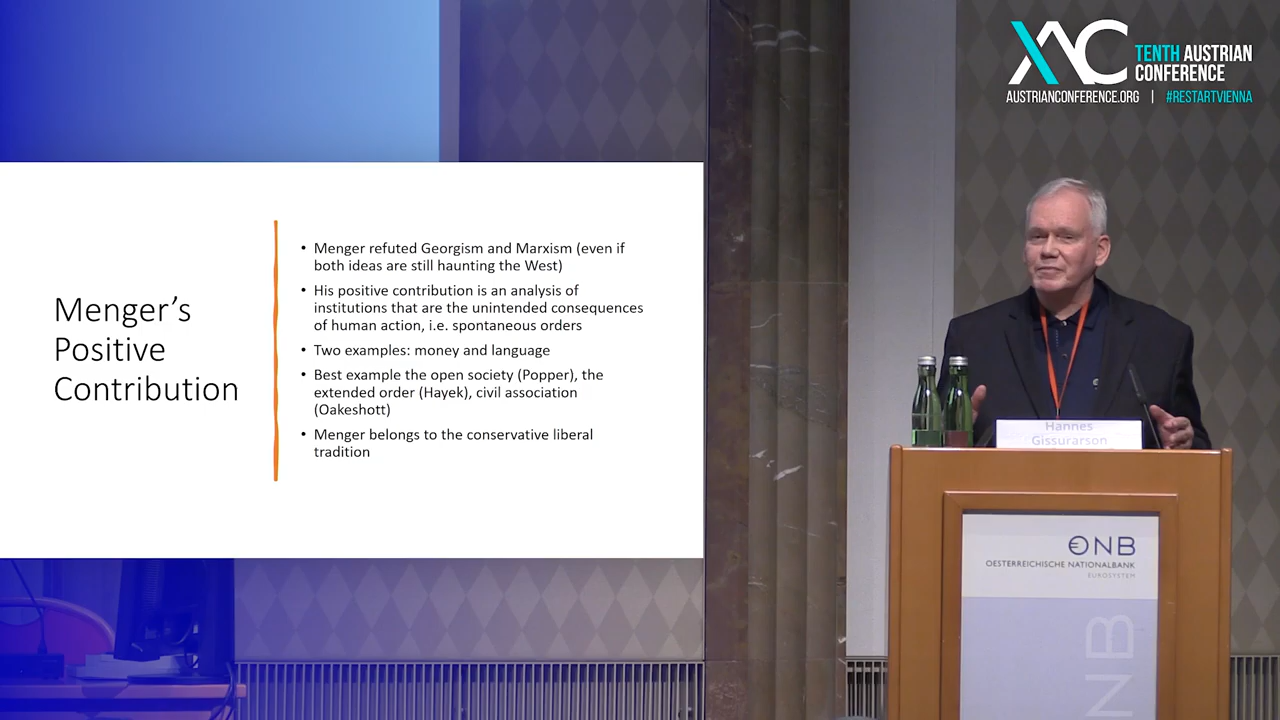 XAC
TENTH AUSTRIAN
CONFERENCE
AUSTRIANCONFERENCE.ORG | #RESTARTVIENNA
Menger’s
Positive
Contribution
• Menger refuted Georgism and Marxism (even if
both ideas are still haunting the West)
• His positive contribution is an analysis of
institutions that are the unintended consequences
of human action, i.e. spontaneous orders
• Two examples: money and language
• Best example the open society (Popper), the
extended order (Hayek), civil association
(Oakeshott)
• Menger belongs to the conservative liberal
tradition
Hannes
Gissurarson
€NB
OESTERREICHISCHE NATIONALBANK
EUROSYSTEM
NB